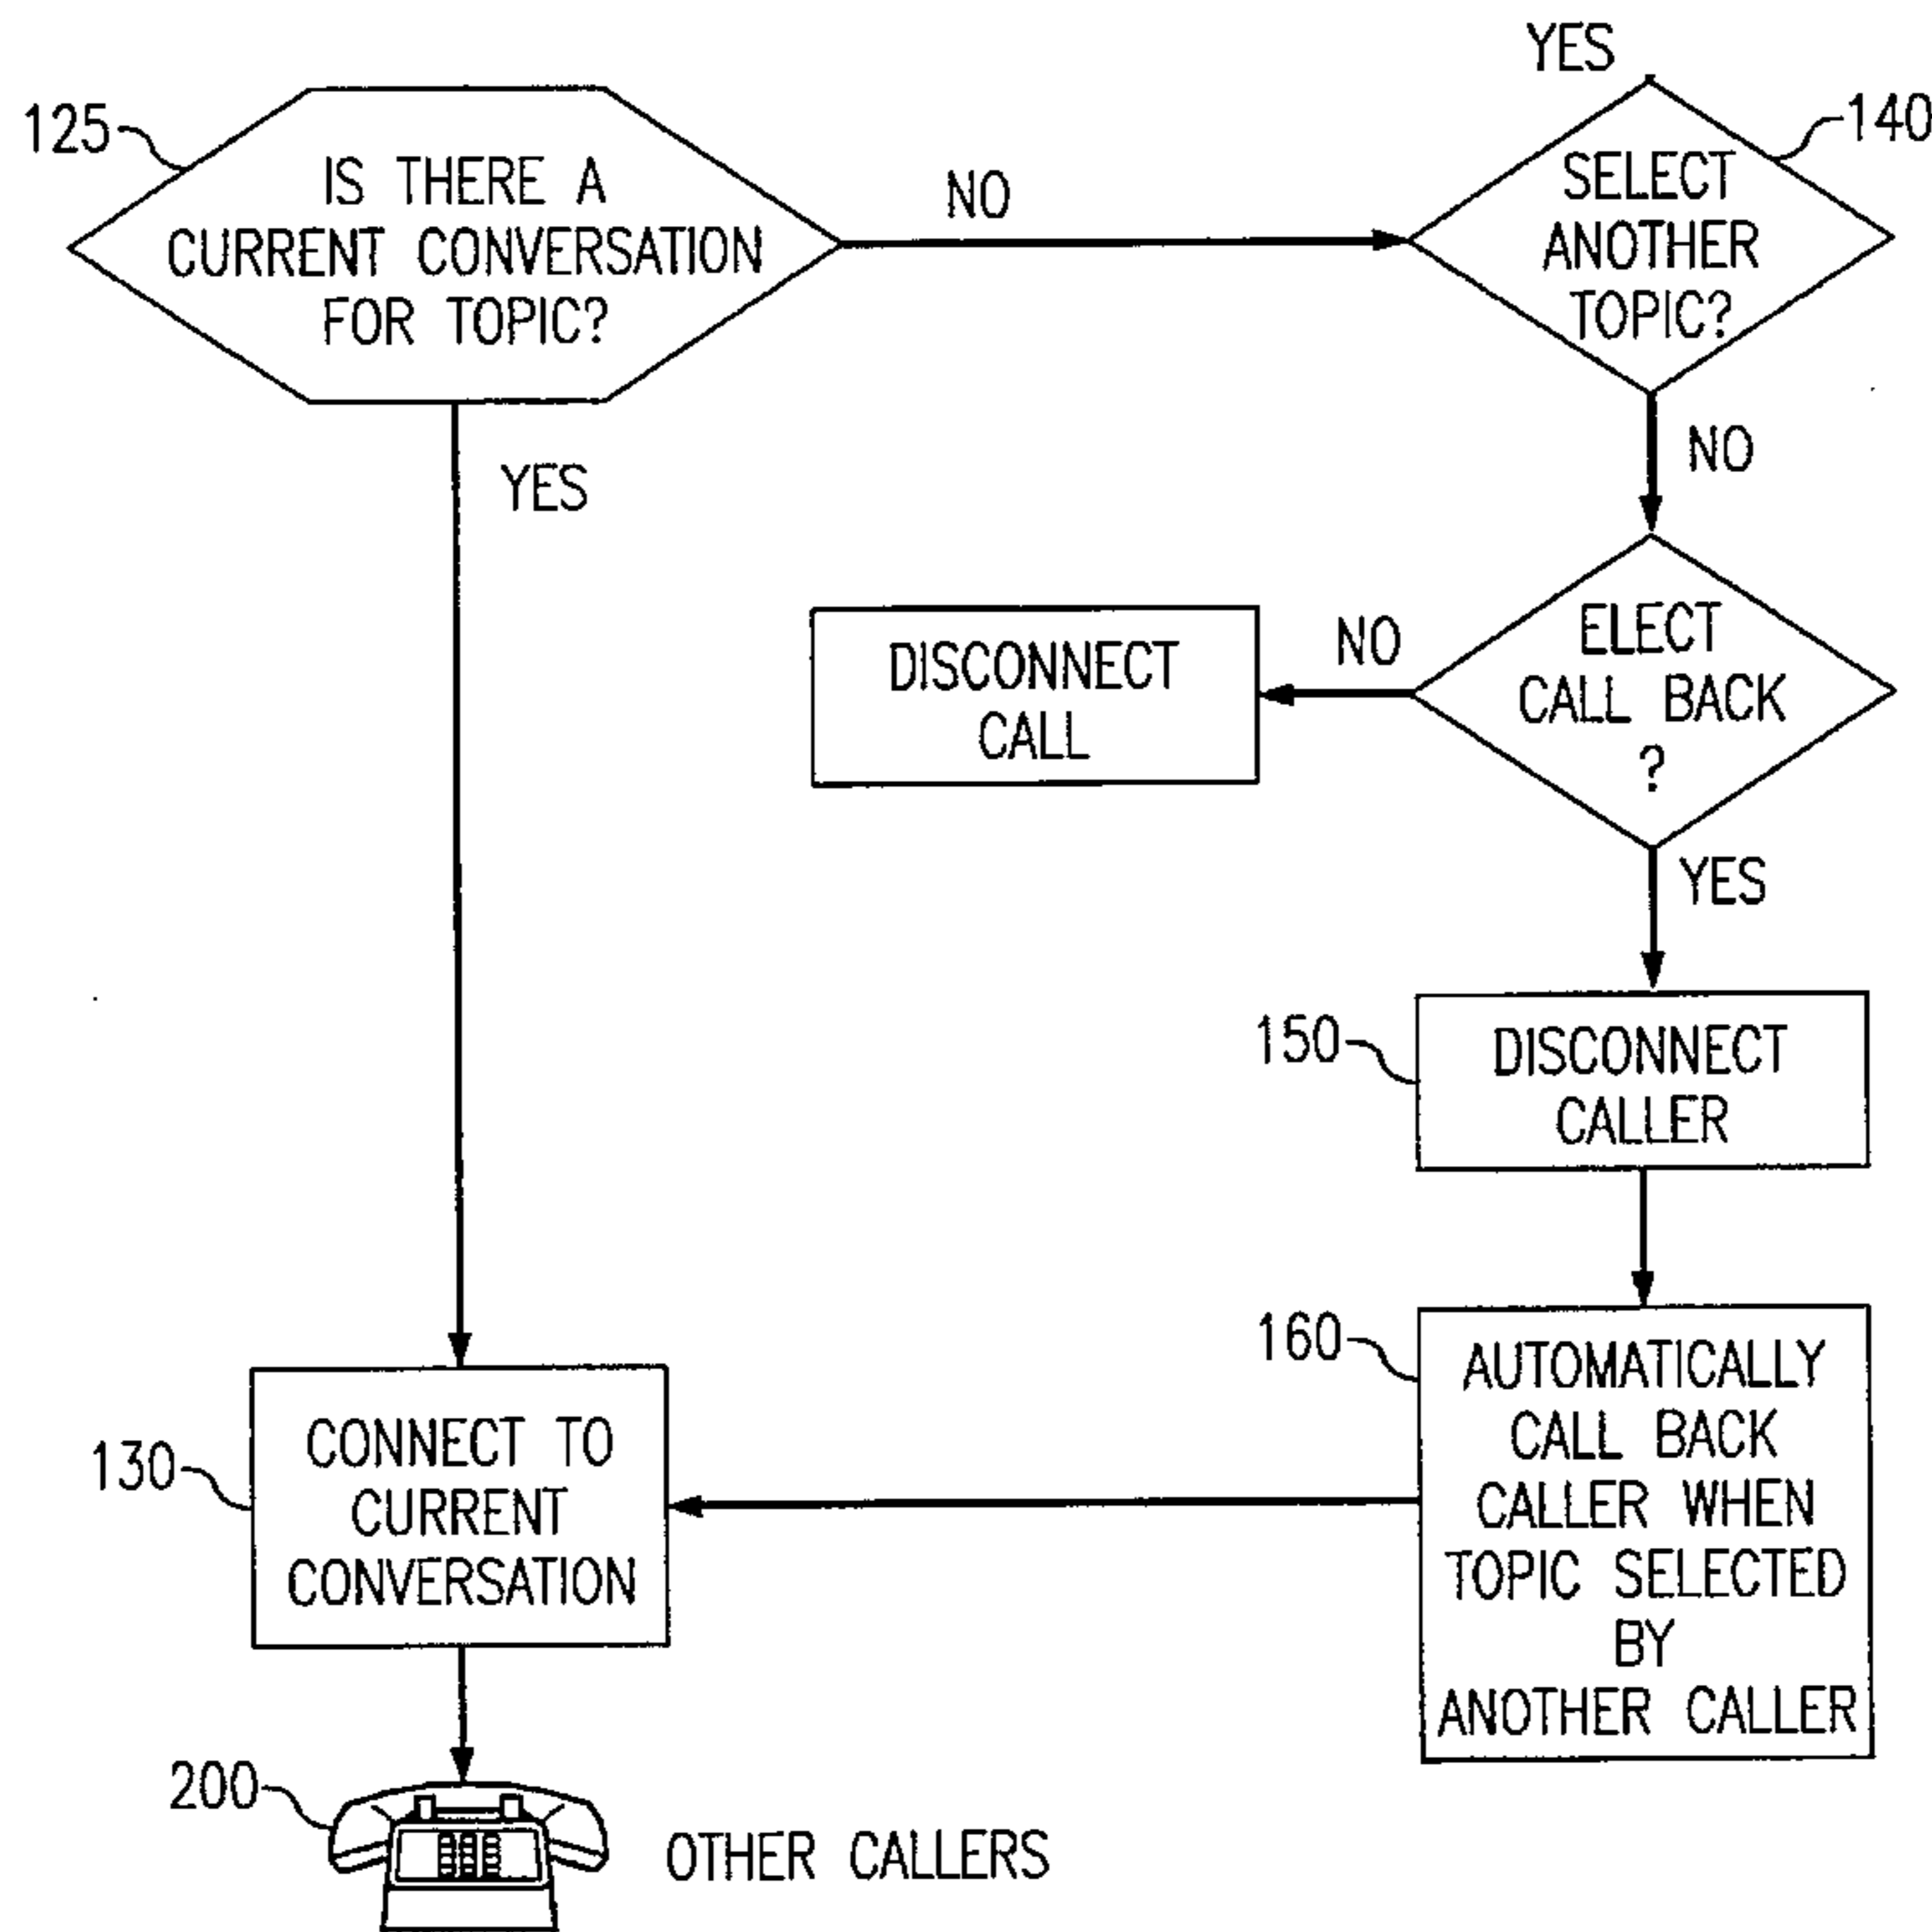 125
IS THERE A
CURRENT CONVERSATION
FOR TOPIC?
NO
YES
YES
140
SELECT
ANOTHER
TOPIC?
NO
ELECT
CALL BACK
?
NO
DISCONNECT
CALL
YES
150
DISCONNECT
CALLER
160
AUTOMATICALLY
CALL BACK
CALLER WHEN
TOPIC SELECTED
BY
ANOTHER CALLER
130
CONNECT TO
CURRENT
CONVERSATION
200
OTHER CALLERS